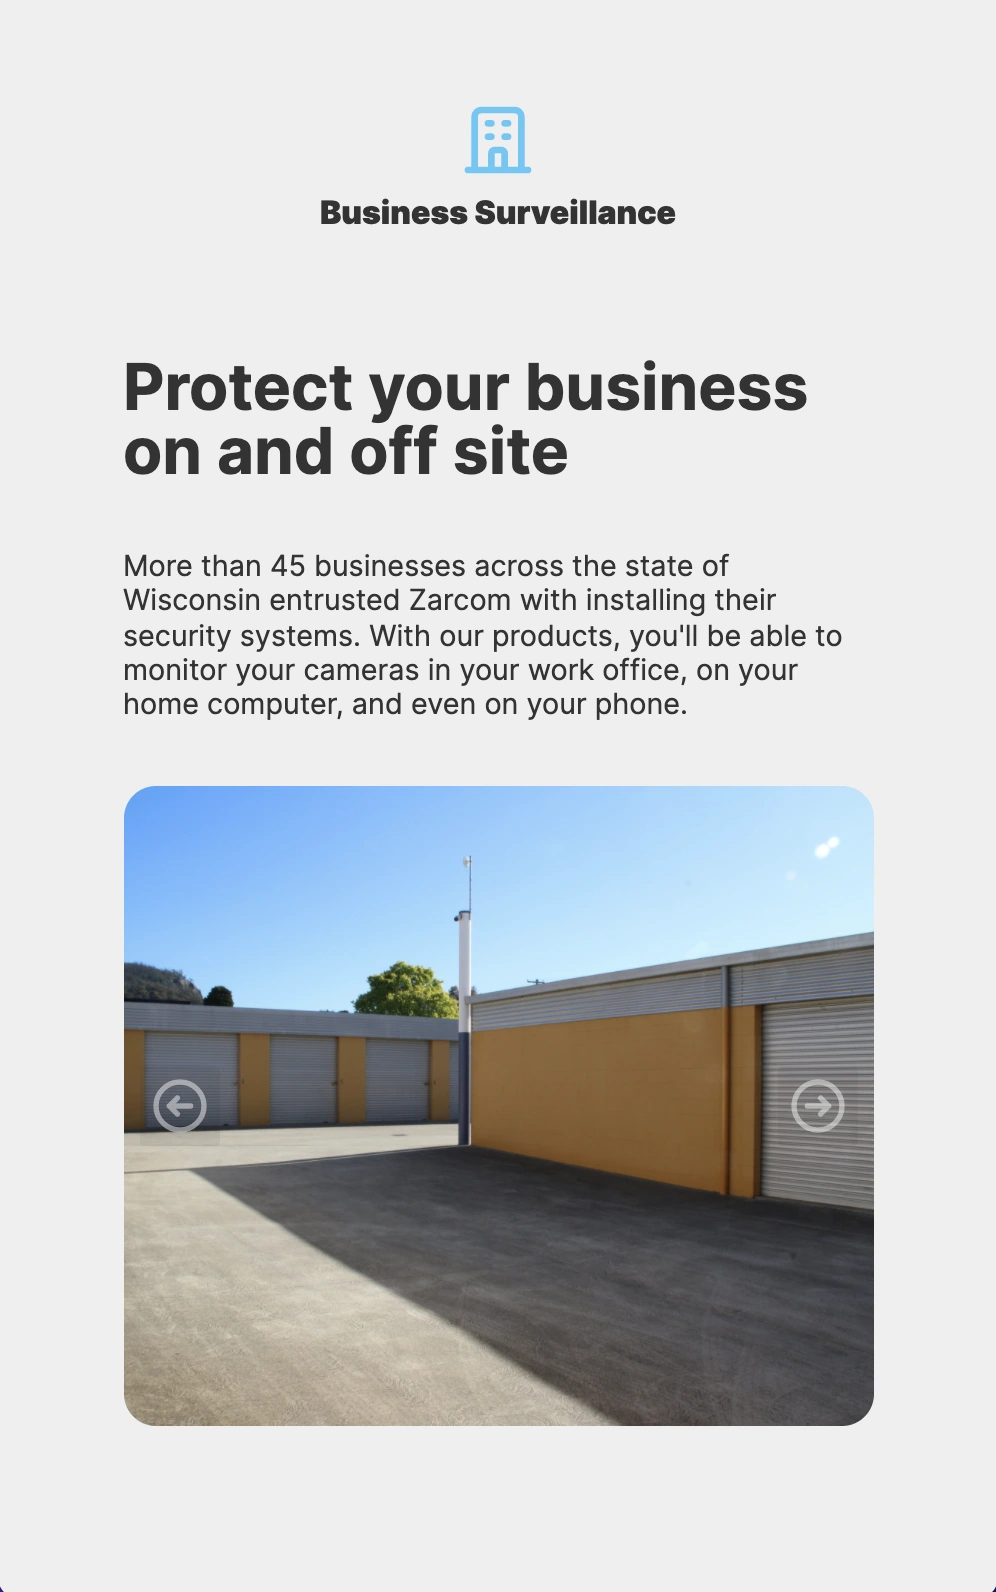 Business Surveillance
Protect your business
on and off site
More than 45 businesses across the state of
Wisconsin entrusted Zarcom with installing their
security systems. With our products, you'll be able to
monitor your cameras in your work office, on your
home computer, and even on your phone.